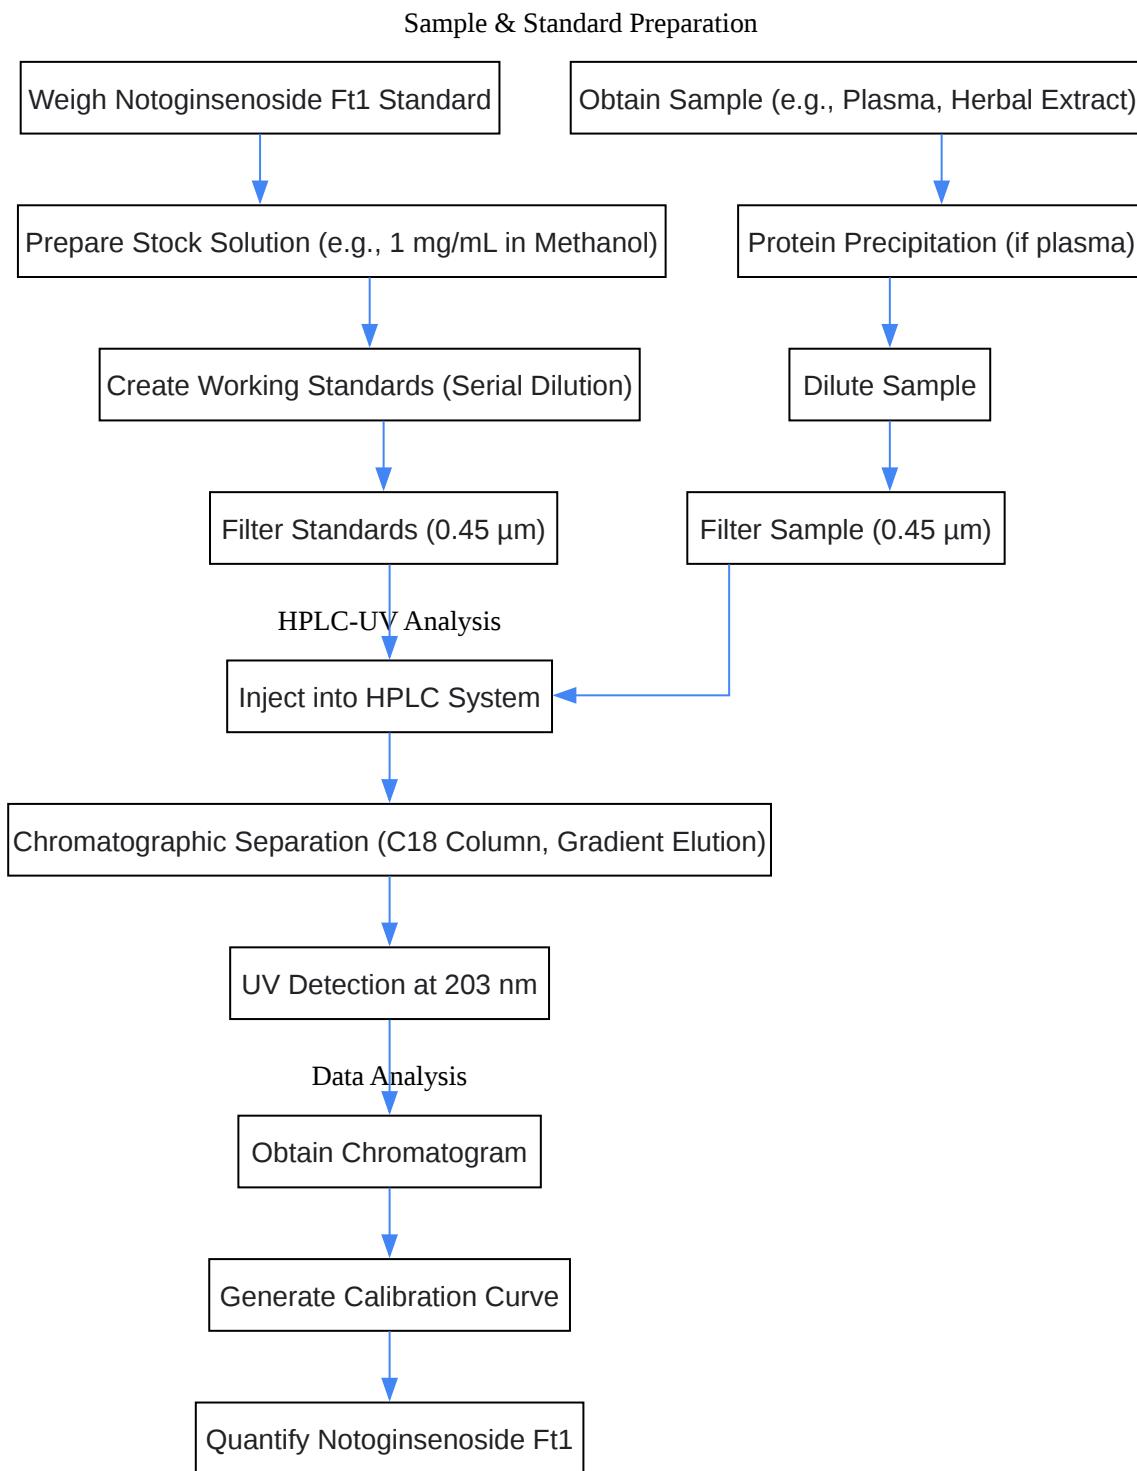 Sample & Standard Preparation
Weigh Notoginsenoside Ft1 Standard
Obtain Sample (e.g., Plasma, Herbal Extract)
Prepare Stock Solution (e.g., 1 mg/mL in Methanol)
Protein Precipitation (if plasma)
Create Working Standards (Serial Dilution)
Dilute Sample
Filter Standards (0.45 µm)
Filter Sample (0.45 µm)
HPLC-UV Analysis
Inject into HPLC System
Chromatographic Separation (C18 Column, Gradient Elution)
UV Detection at 203 nm
Data Analysis
Obtain Chromatogram
Generate Calibration Curve
Quantify Notoginsenoside Ft1